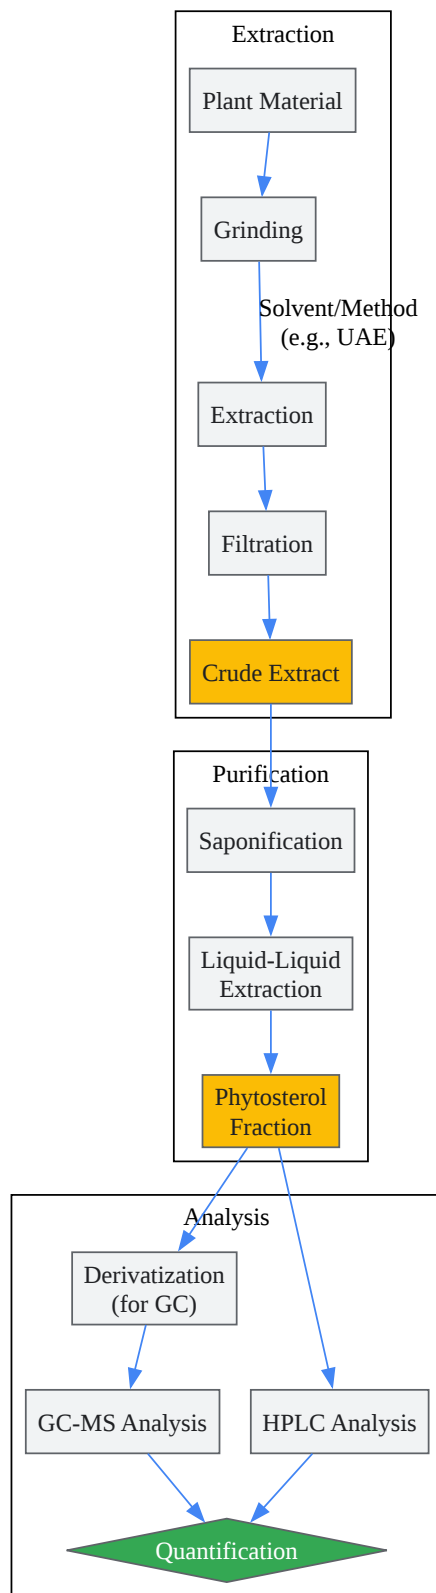 Extraction
Plant Material
Grinding
Solvent/Method
(e.g., UAE)
Extraction
Filtration
Crude Extract
Purification
Saponification
Liquid-Liquid
Extraction
Phytosterol
Fraction
Analysis
Derivatization
(for GC)
GC-MS Analysis
HPLC Analysis
Quantification